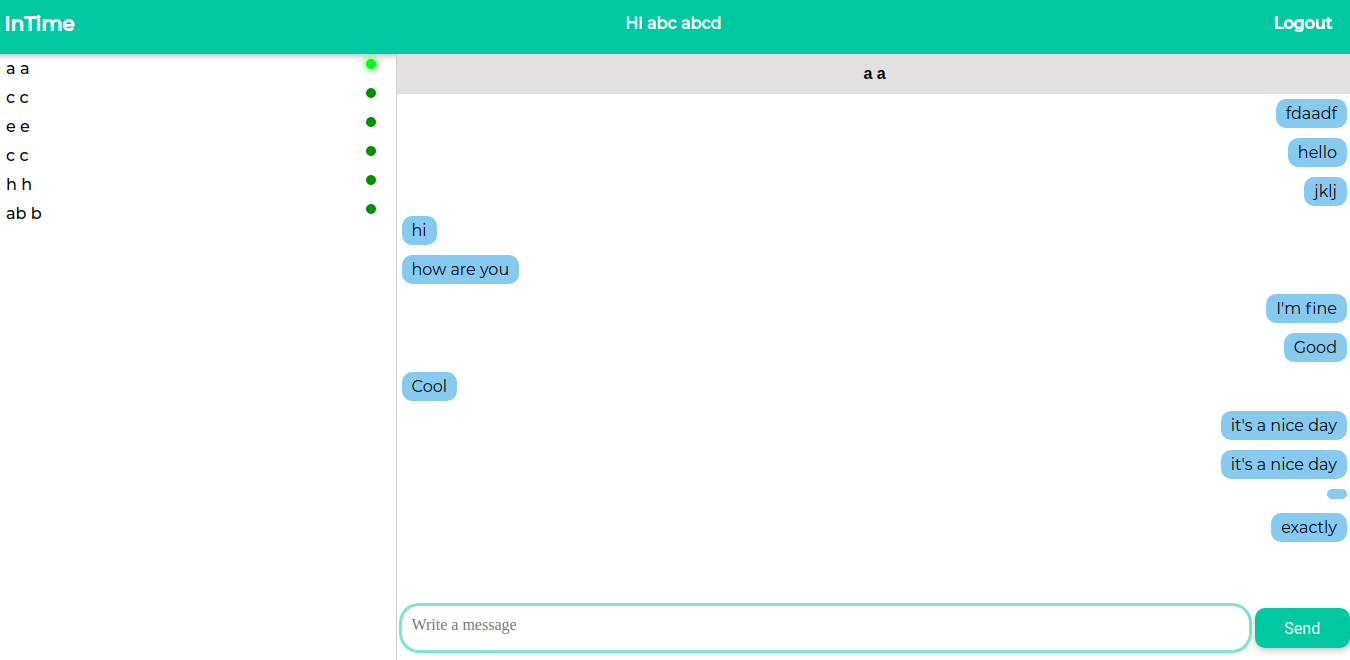 InTime
Hi abc abcd
Logout
a a
c c
e e
c c
h h
ab b
a a
fdaadf
hello
jklj
hi
how are you
I'm fine
Good
Cool
it's a nice day
it's a nice day
exactly
Write a message
Send